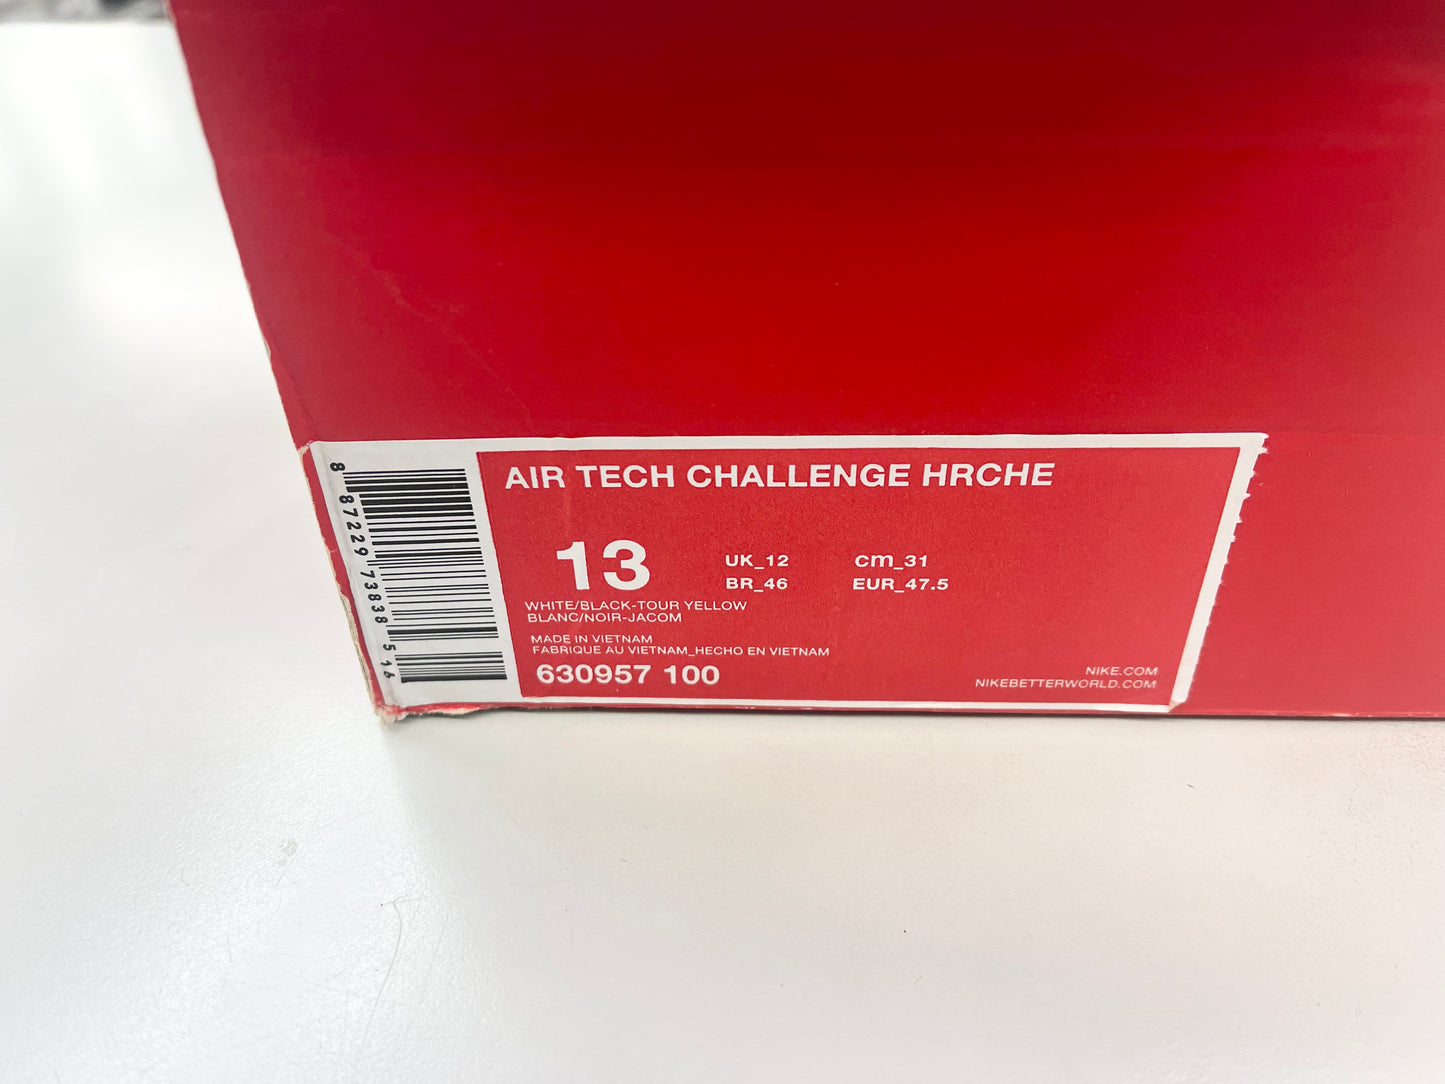 AIR TECH CHALLENGE HRCHE
13
UK_12 cm_31
BR_46 EUR_47.5
WHITE/BLACK-TOUR YELLOW
BLANC/NOIR-JACOM
MADE IN VIETNAM
FABRIQUE AU VIETNAM_HECHO EN VIETNAM
630957 100
NIKE.COM
NIKEBETTERWORLD.COM
8 87229 73838 516